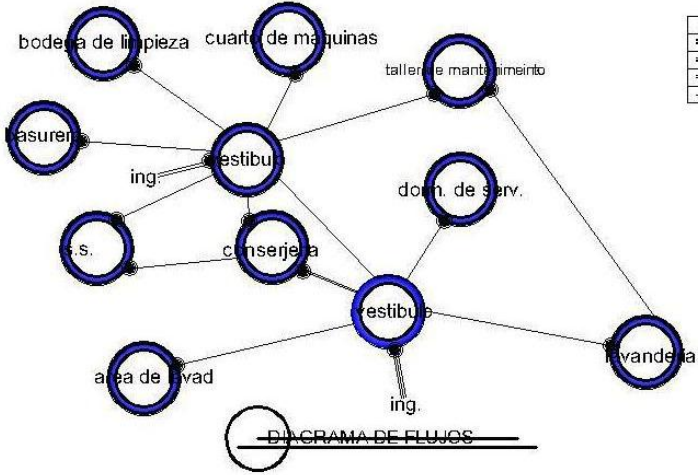 bodega de limpieza
cuarto de maquinas
taller de mantenimeinto
basurero
vestibulo
ing.
dorm. de serv.
s.s.
conserjeria
vestibulo
lavanderia
area de lavad
ing.
DIAGRAMA DE FLUJOS